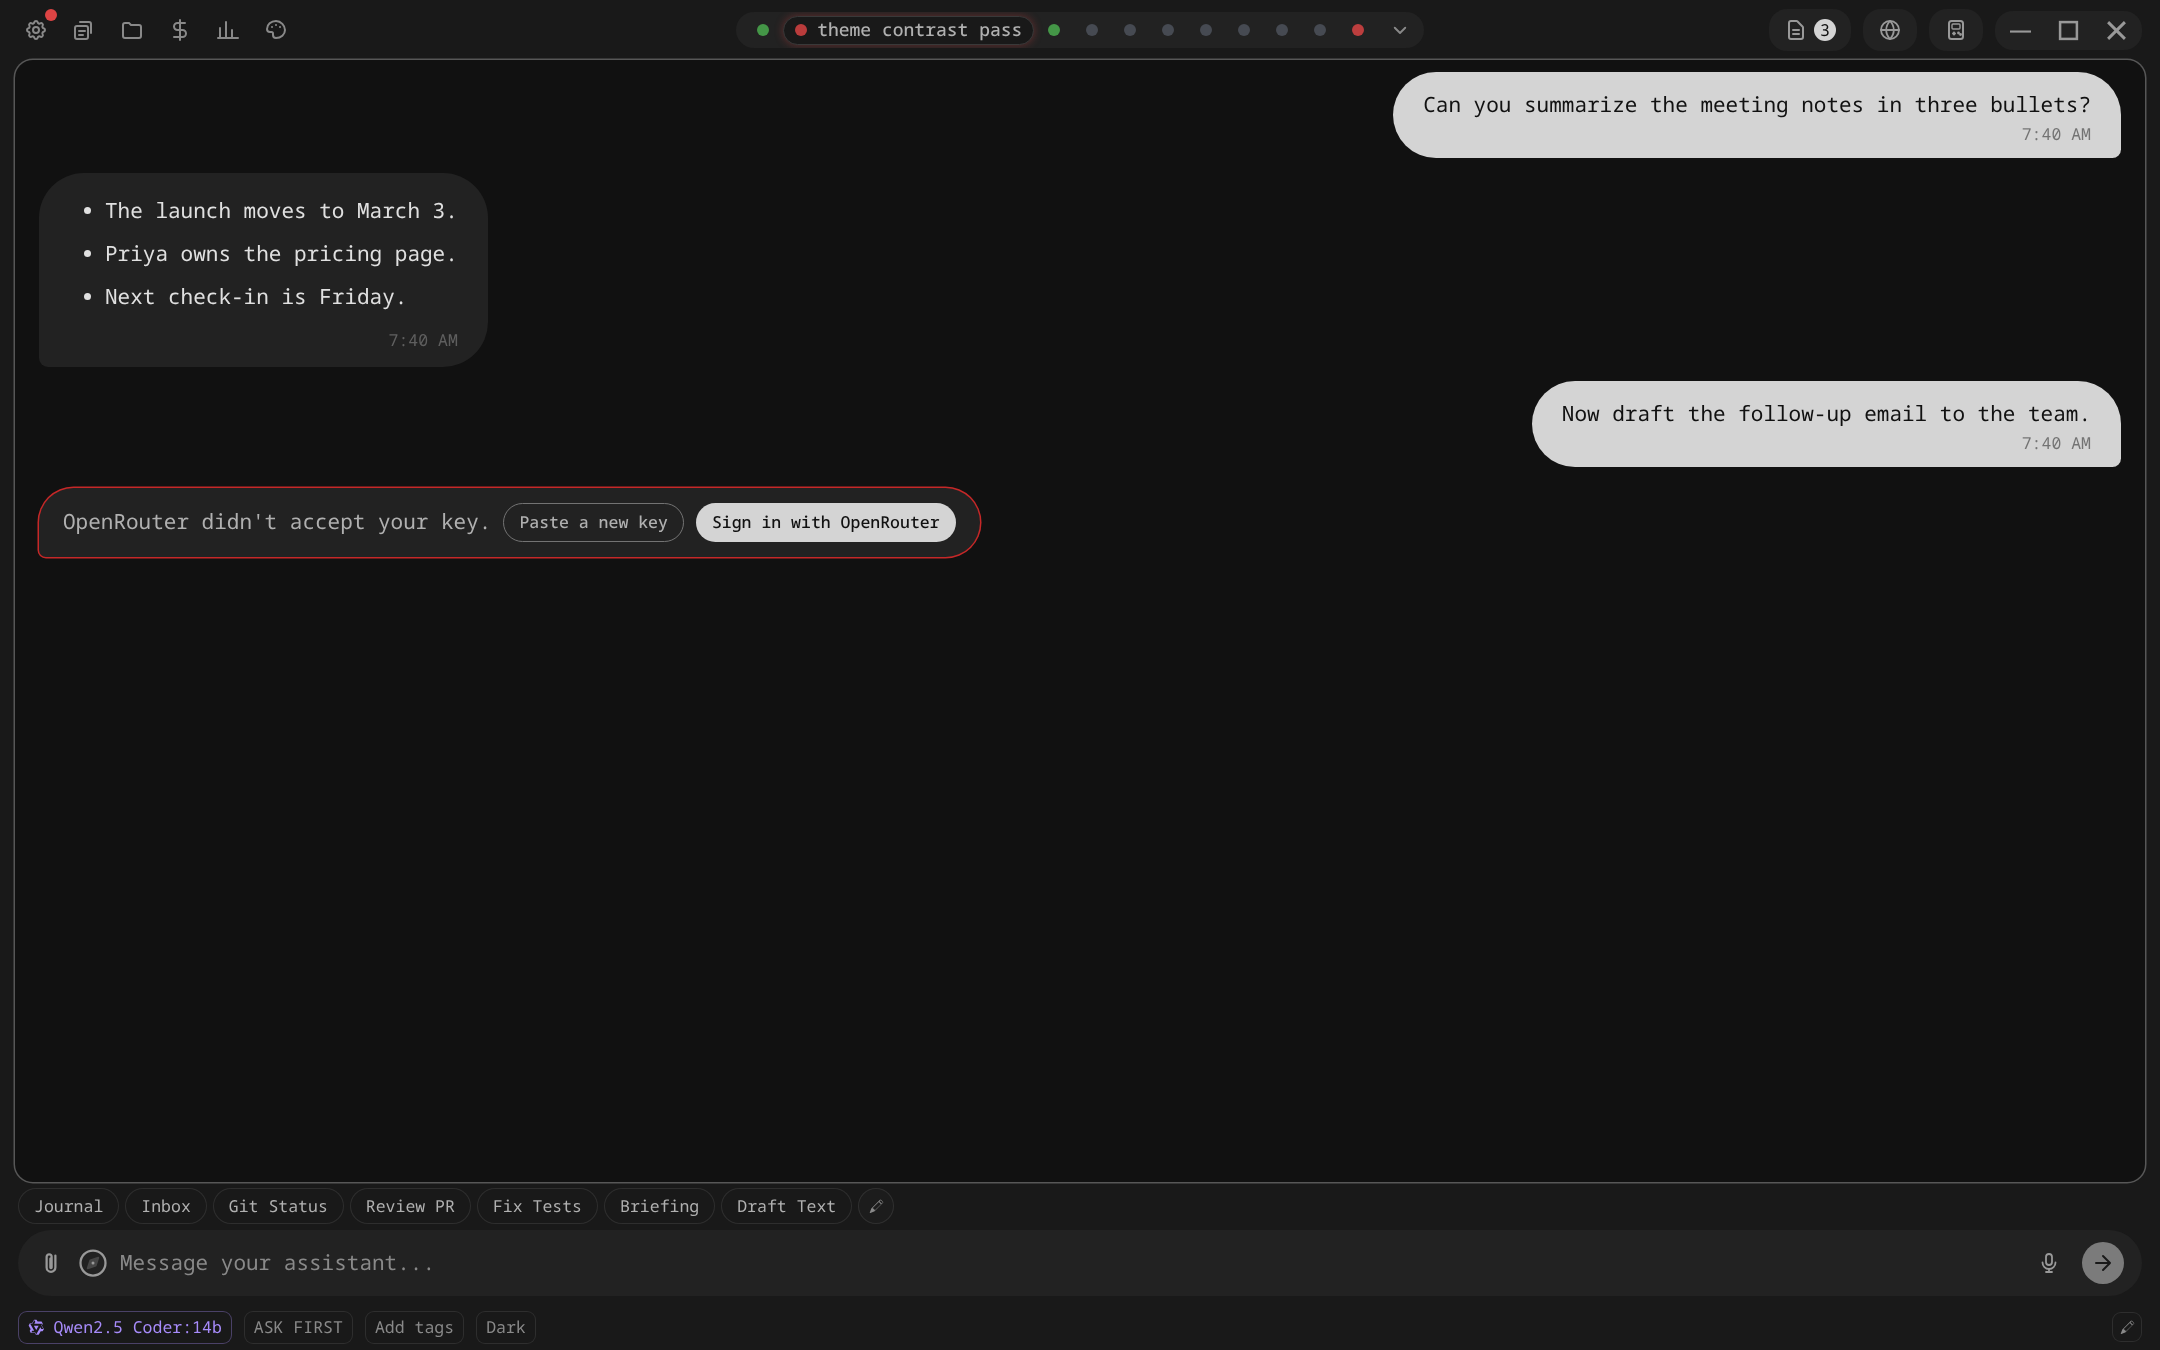 theme contrast pass
3
Can you summarize the meeting notes in three bullets?
7:40 AM
• The launch moves to March 3.
• Priya owns the pricing page.
• Next check-in is Friday.
7:40 AM
Now draft the follow-up email to the team.
7:40 AM
OpenRouter didn't accept your key. Paste a new key Sign in with OpenRouter
Journal Inbox Git Status Review PR Fix Tests Briefing Draft Text
Message your assistant...
Qwen2.5 Coder:14b ASK FIRST Add tags Dark